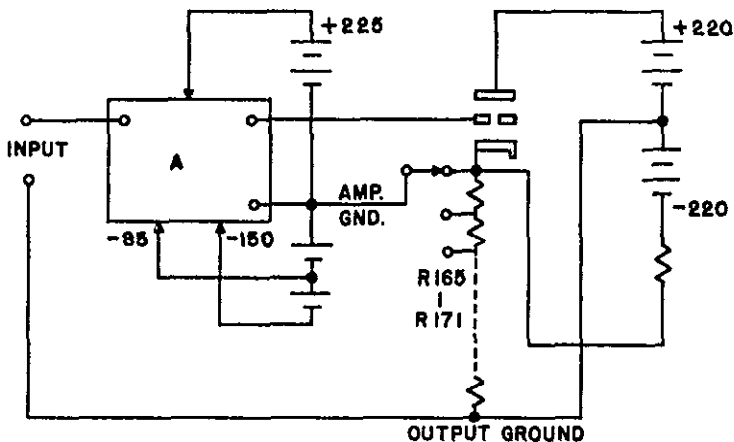 +225
+220
INPUT
A
AMP.
GND.
-85
-150
-220
R165
I
R171
OUTPUT GROUND